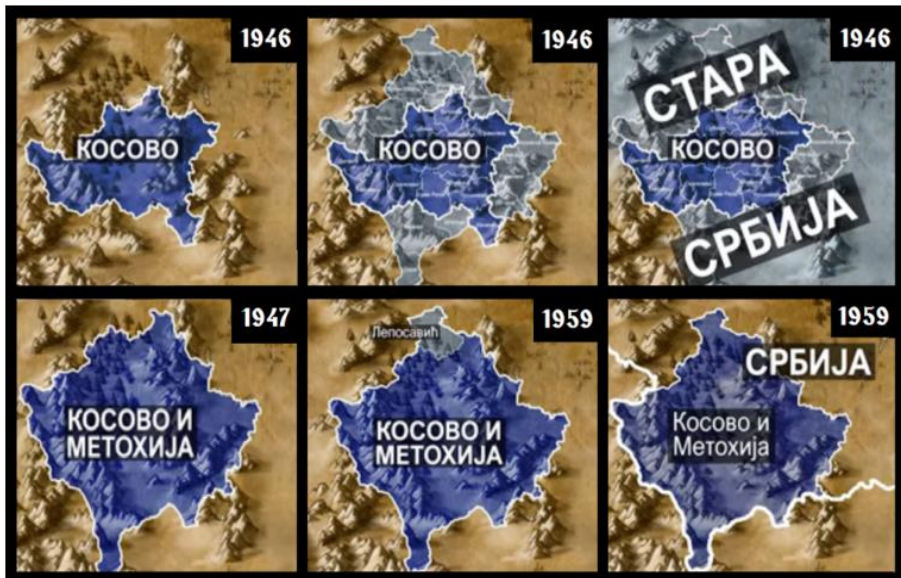 1946
КОСОВО
1946
КОСОВО
1946
СТАРА
КОСОВО
СРБИЈА
1947
КОСОВО И
МЕТОХИЈА
1959
Лепосавић
КОСОВО И
МЕТОХИЈА
1959
СРБИЈА
Косово и
Метохија